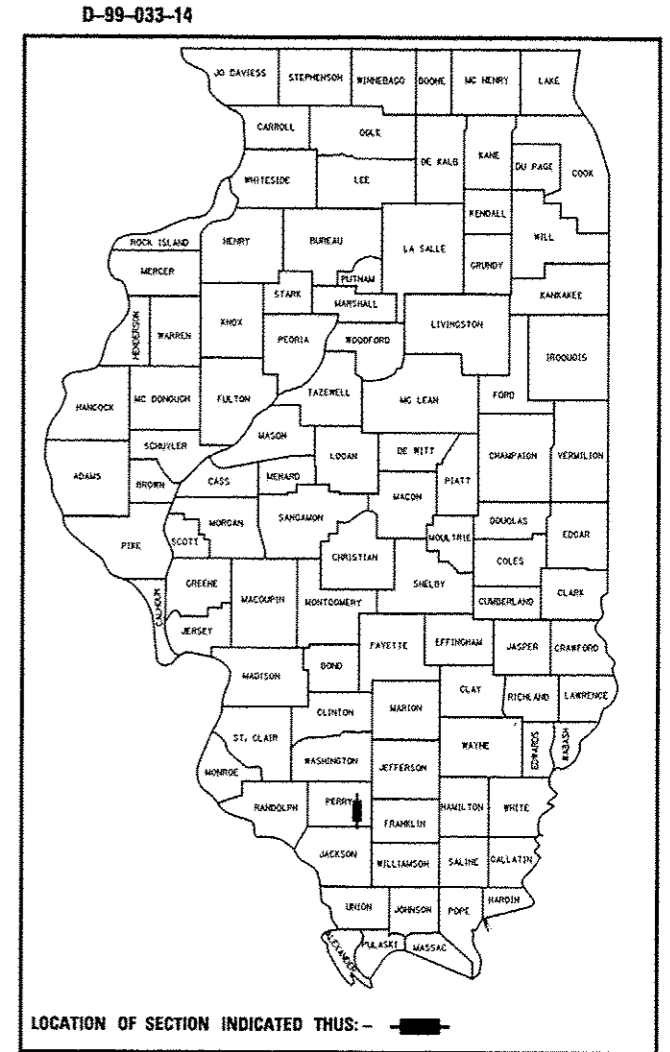 D-99-033-14
JO DAVIESS STEPHENSON WINNEBAGO BOONE MC HENRY LAKE
CARROLL OGLE DE KALB KANE DU PAGE COOK
WHITESIDE LEE
KENDALL WILL
ROCK ISLAND HENRY BUREAU LA SALLE GRUNDY
MERCER PUTNAM KANKAKEE
STARK MARSHALL
HENDERSON WARREN KNOX PEORIA WOODFORD LIVINGSTON IROQUOIS
HANCOCK MC DONOUGH FULTON TAZEWELL MC LEAN FORD
SCHUYLER MASON LOGAN DE WITT CHAMPAIGN VERMILION
ADAMS BROWN CASS MENARD MACON PIATT
PIKE SCOTT MORGAN SANGAMON CHRISTIAN MOULTRIE DOUGLAS EDGAR
COLES
CALHOUN GREENE MACOUPIN MONTGOMERY SHELBY CUMBERLAND CLARK
JERSEY FAYETTE EFFINGHAM JASPER CRAWFORD
MADISON BOND CLAY RICHLAND LAWRENCE
CLINTON MARION
ST. CLAIR WAYNE EDWARDS WABASH
MONROE WASHINGTON JEFFERSON
RANDOLPH PERRY HAMILTON WHITE
FRANKLIN
JACKSON WILLIAMSON SALINE GALLATIN
UNION JOHNSON POPE HARDIN
ALEXANDER PULASKI MASSAC
LOCATION OF SECTION INDICATED THUS: -